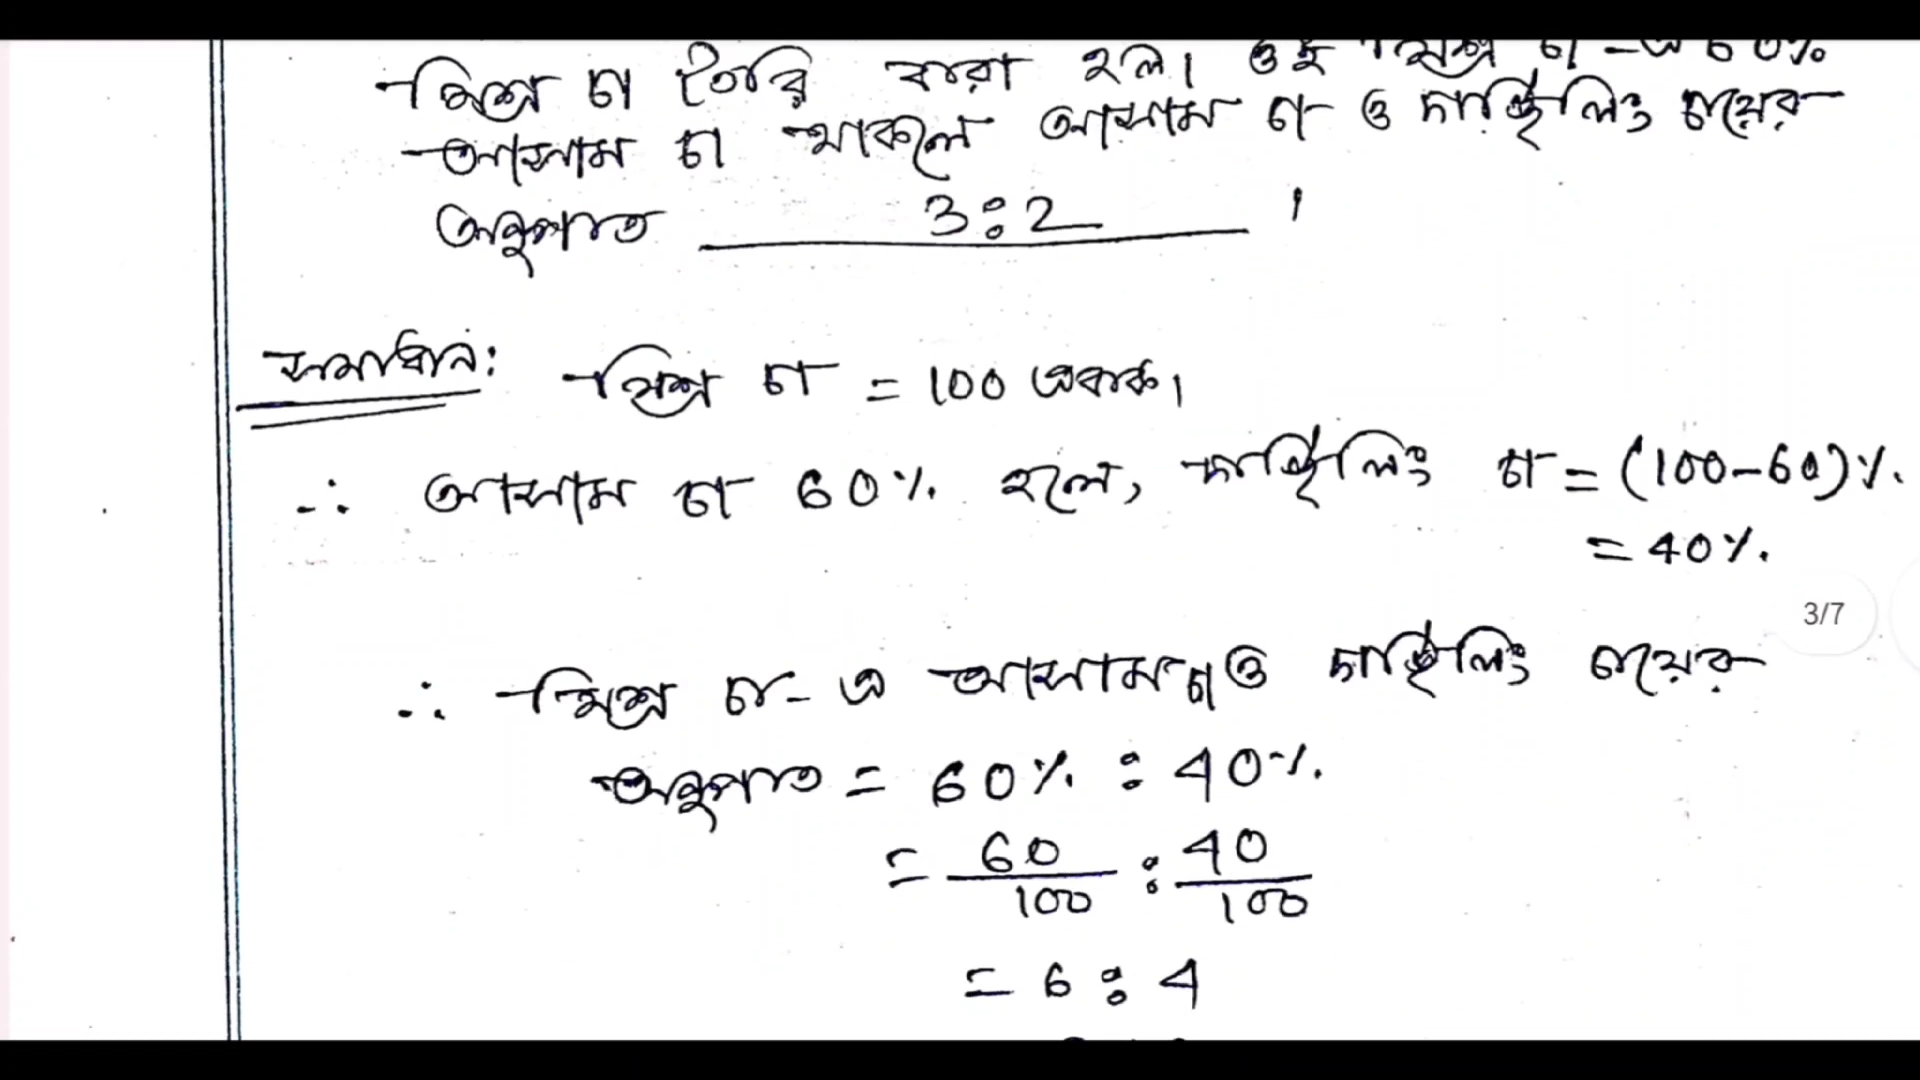 মিশ্র চা তৈরি করা হল। ওই মিশ্র চা-এ 60%
আসাম চা থাকলে আসাম চা ও দার্জিলিং চায়ের
অনুপাত 3:2 ।
সমাধান: মিশ্র চা = 100 একক।
∴ আসাম চা 60% হলে, দার্জিলিং চা = (100-60)%.
= 40%.
3/7
∴ মিশ্র চা-এ আসাম চা ও দার্জিলিং চায়ের
অনুপাত = 60% : 40%.
= 60/100 : 40/100
= 6 : 4